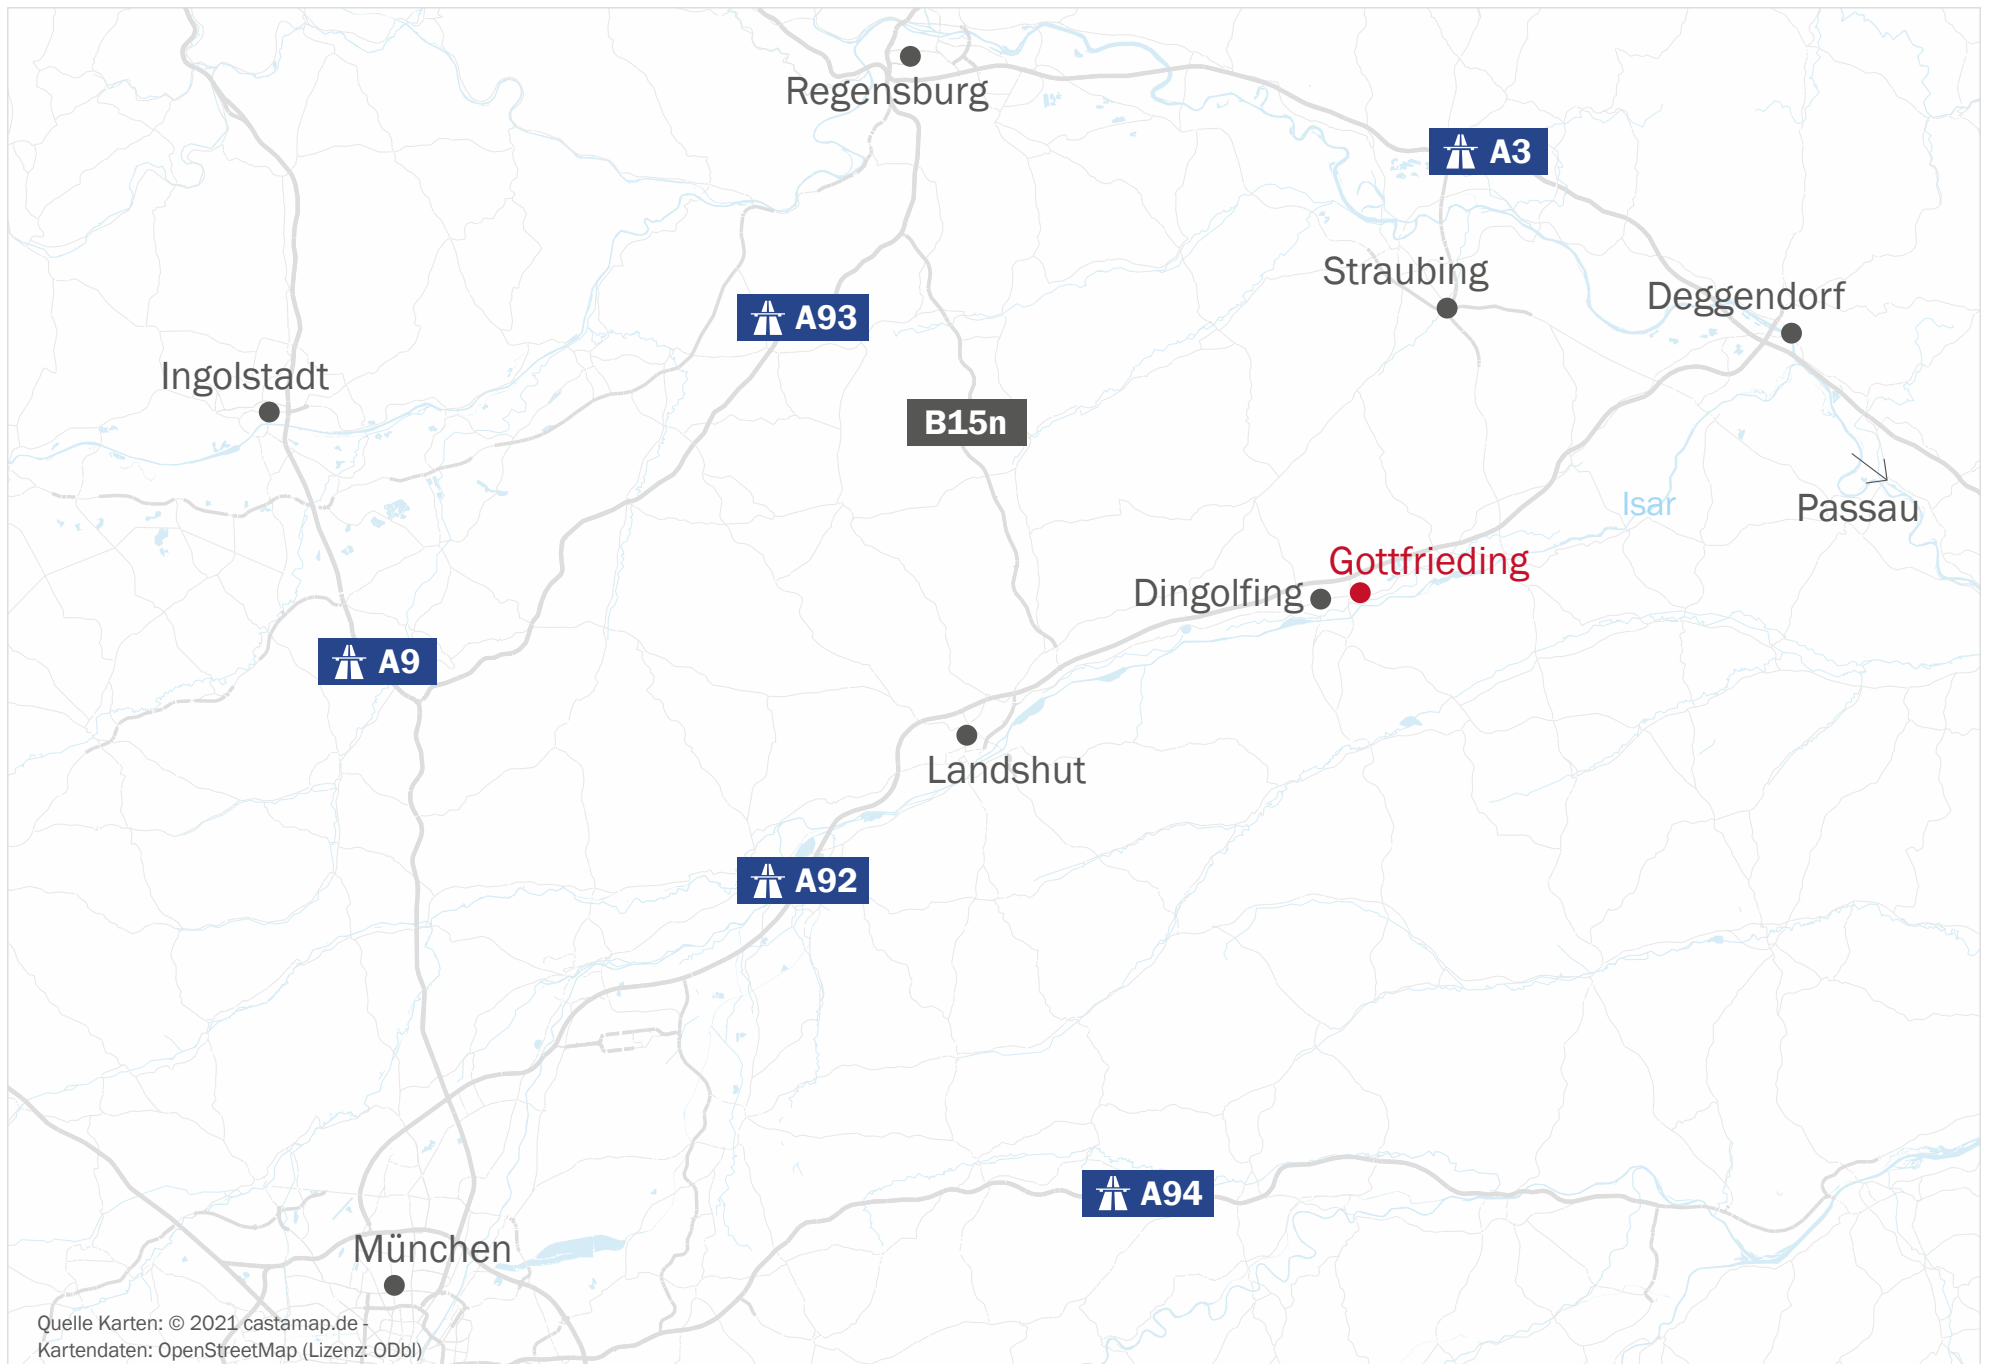 Regensburg
A3
Straubing
Deggendorf
A93
Ingolstadt
B15n
Isar
Passau
Gottfrieding
Dingolfing
A9
Landshut
A92
A94
München
Quelle Karten: © 2021 castamap.de -
Kartendaten: OpenStreetMap (Lizenz: ODbl)